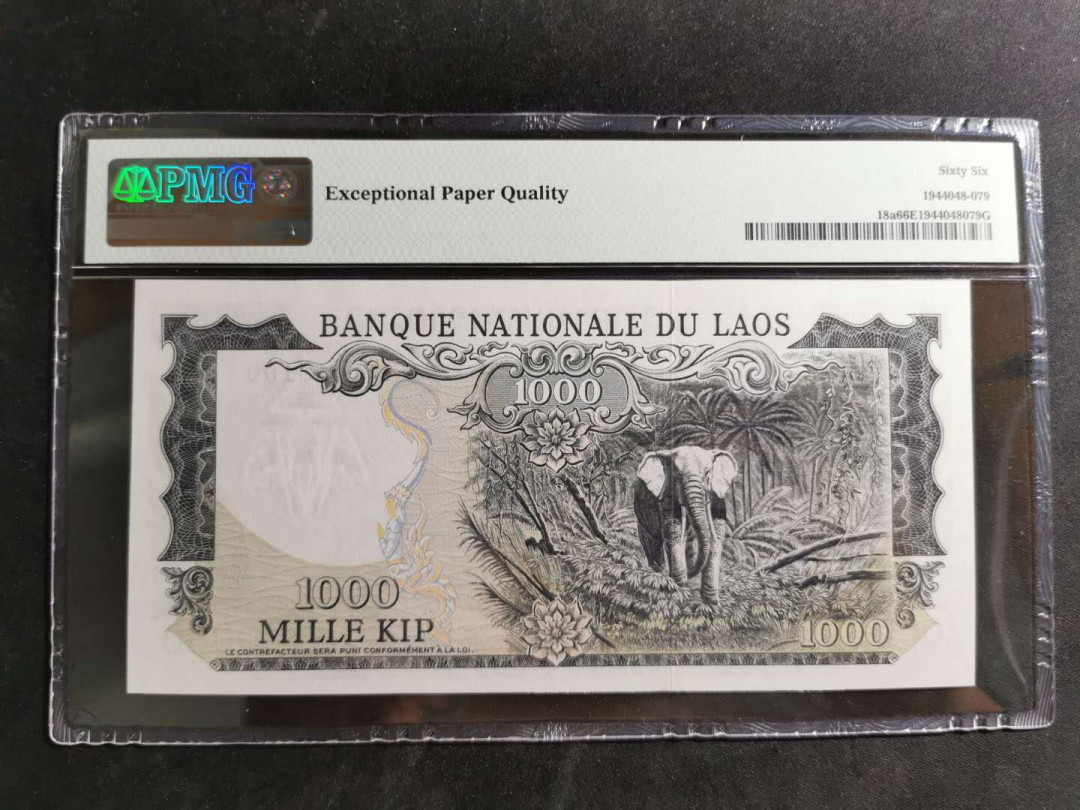 PMG
Exceptional Paper Quality
Sixty Six
1944048-079
18a66E1944048079G
BANQUE NATIONALE DU LAOS
1000
1000
MILLE KIP
1000
LE CONTREFACTEUR SERA PUNI CONFORMÉMENT A LA LOI.